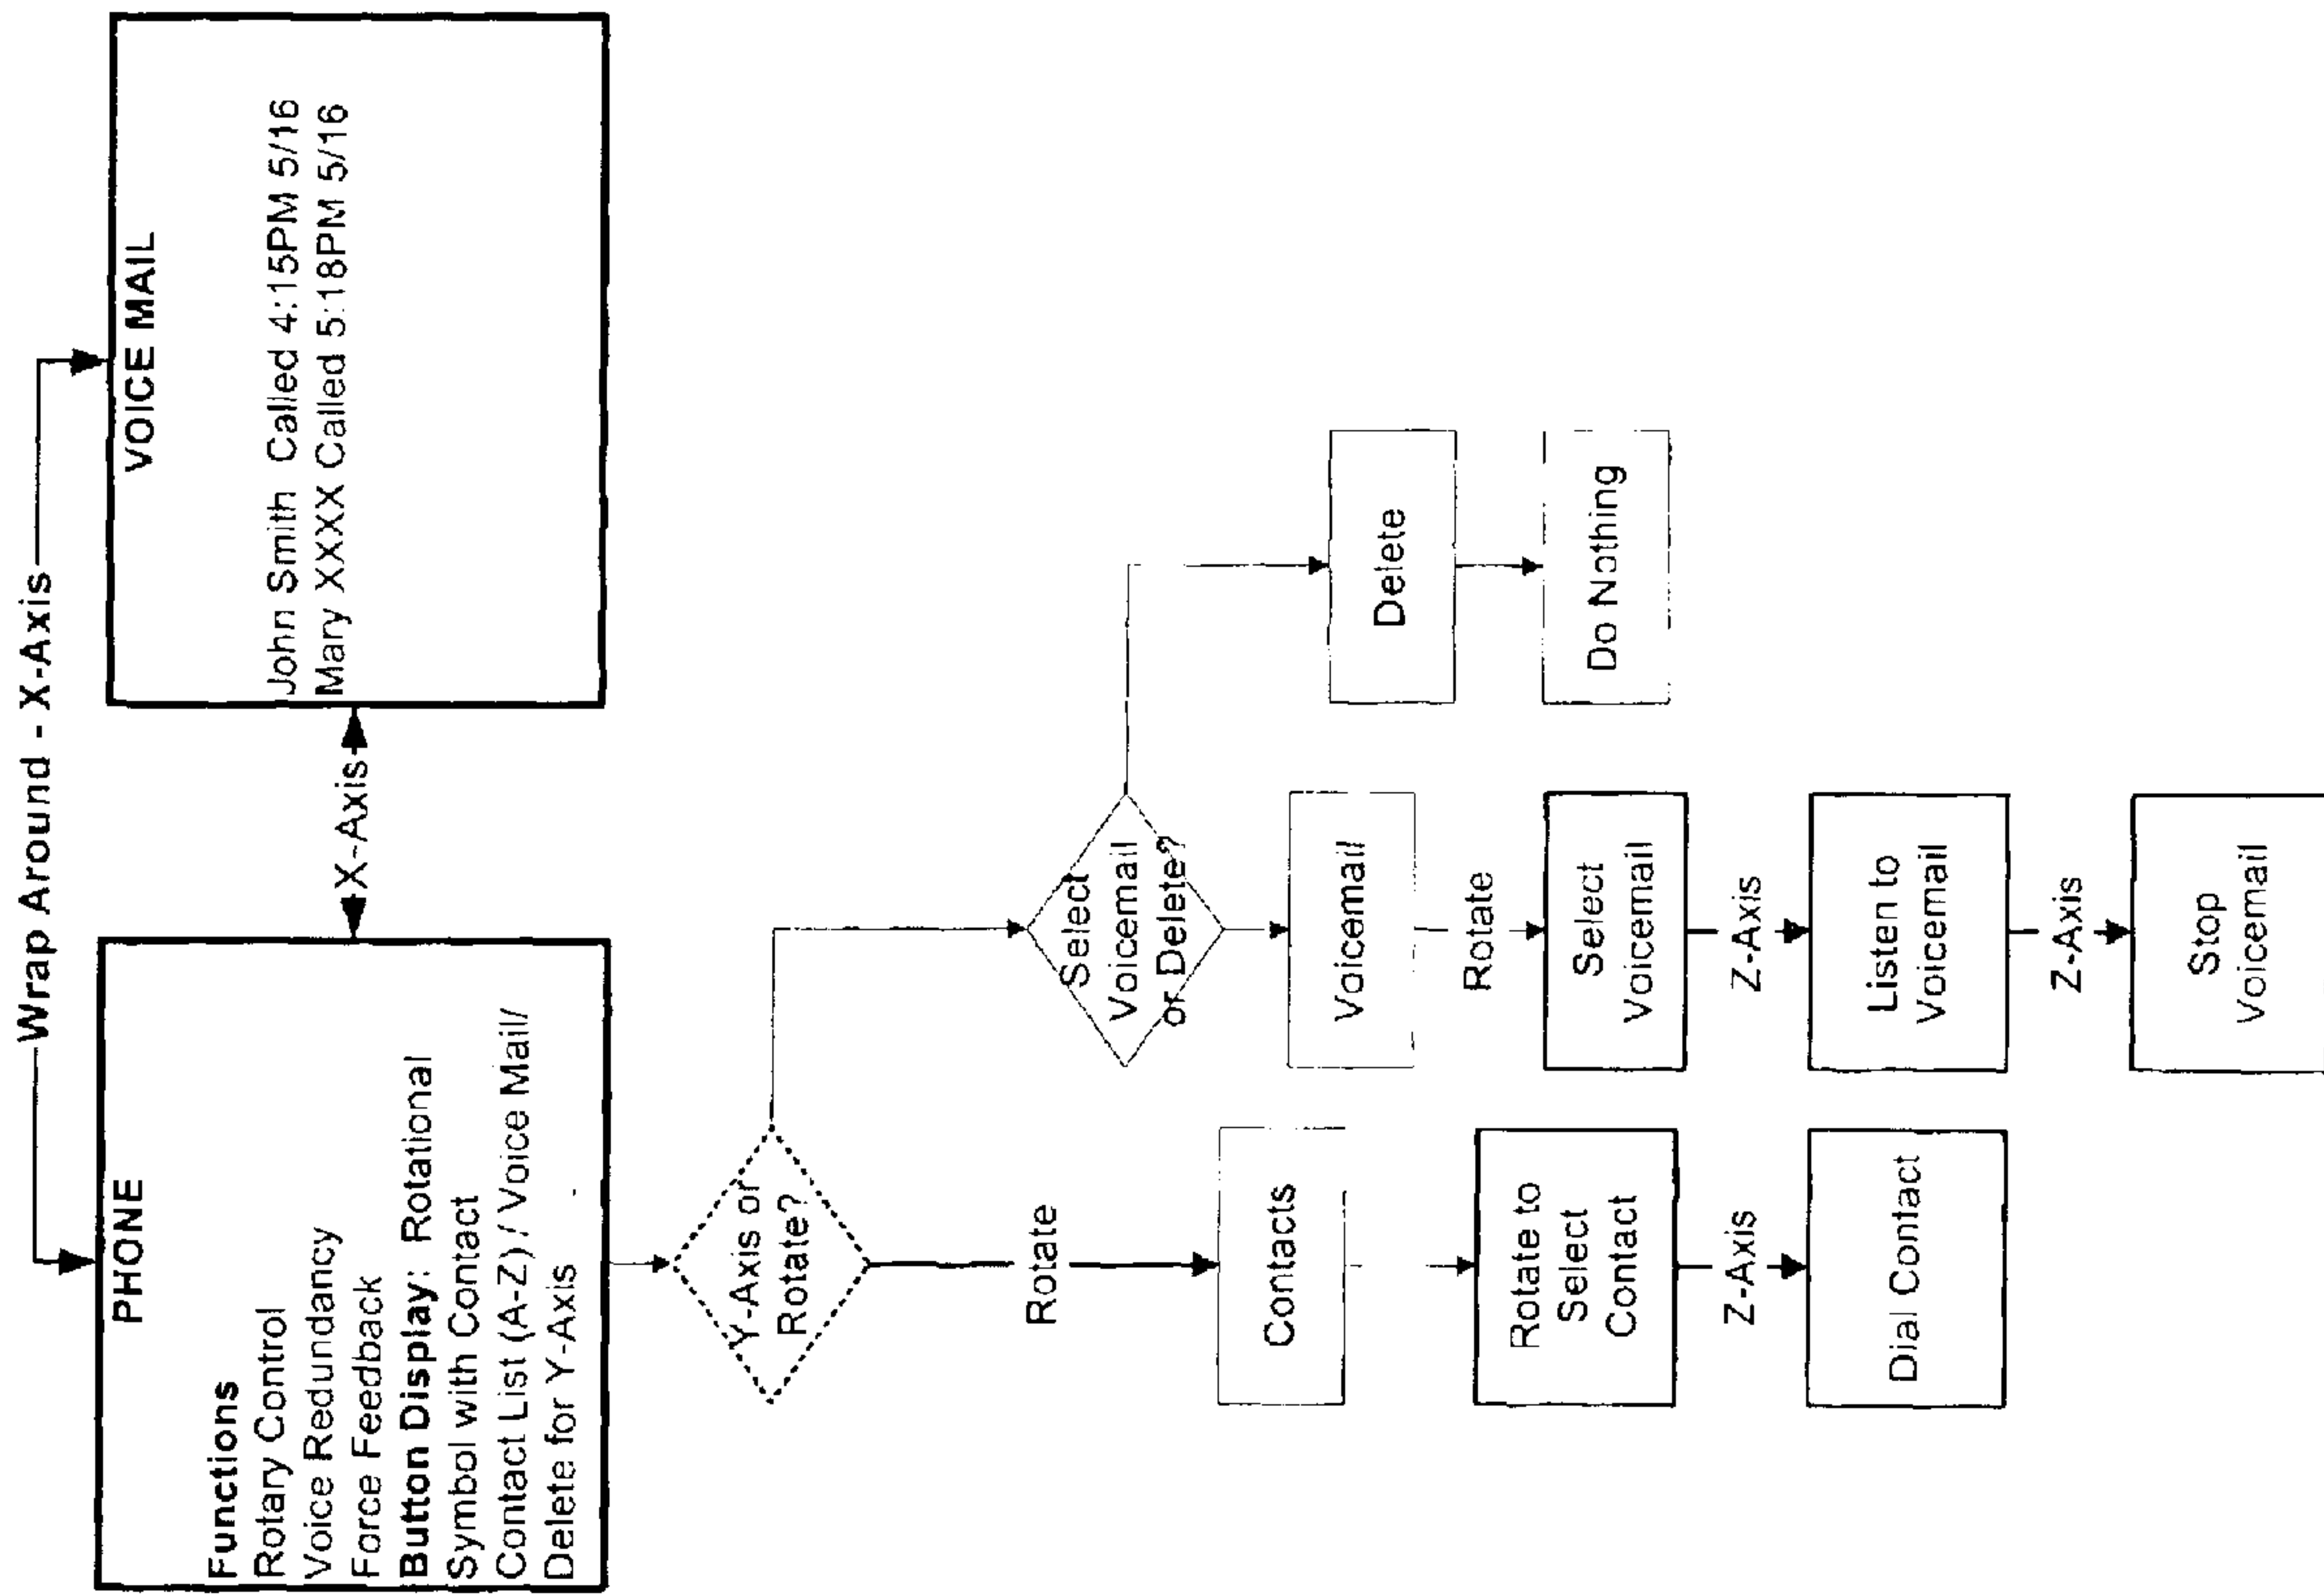 Wrap Around - X-Axis
PHONE
Functions
Rotary Control
Voice Redundancy
Force Feedback
Button Display: Rotational
Symbol with Contact
Contact List (A-Z) / Voice Mail/
Delete for Y-Axis
X-Axis
VOICE MAIL
John Smith Called 4:15PM 5/16
Mary XXXX Called 5:18PM 5/16
Y-Axis or
Rotate?
Rotate
Contacts
Rotate to
Select
Contact
Z-Axis
Dial Contact
Select
Voicemail
or Delete?
Voicemail
Rotate
Select
Voicemail
Z-Axis
Listen to
Voicemail
Z-Axis
Stop
Voicemail
Delete
Do Nothing